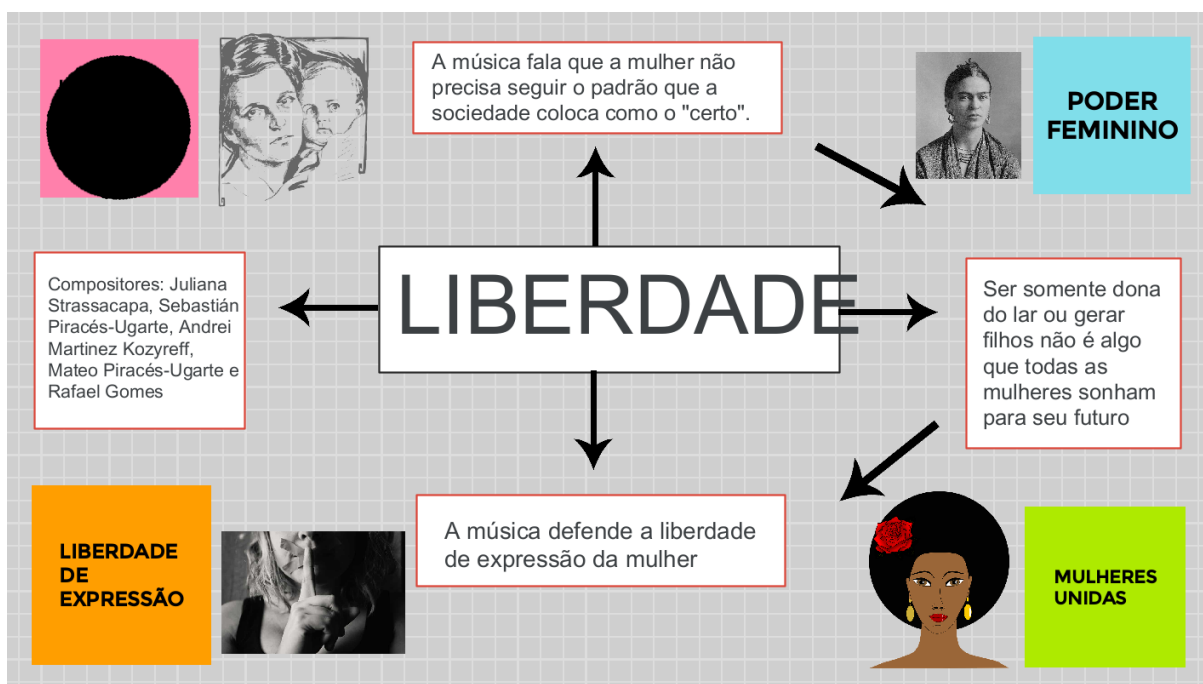 A música fala que a mulher não
precisa seguir o padrão que a
sociedade coloca como o "certo".
PODER
FEMININO
LIBERDADE
Compositores: Juliana
Strassacapa, Sebastián
Piracés-Ugarte, Andrei
Martinez Kozyreff,
Mateo Piracés-Ugarte e
Rafael Gomes
Ser somente dona
do lar ou gerar
filhos não é algo
que todas as
mulheres sonham
para seu futuro
A música defende a liberdade
de expressão da mulher
LIBERDADE
DE
EXPRESSÃO
MULHERES
UNIDAS